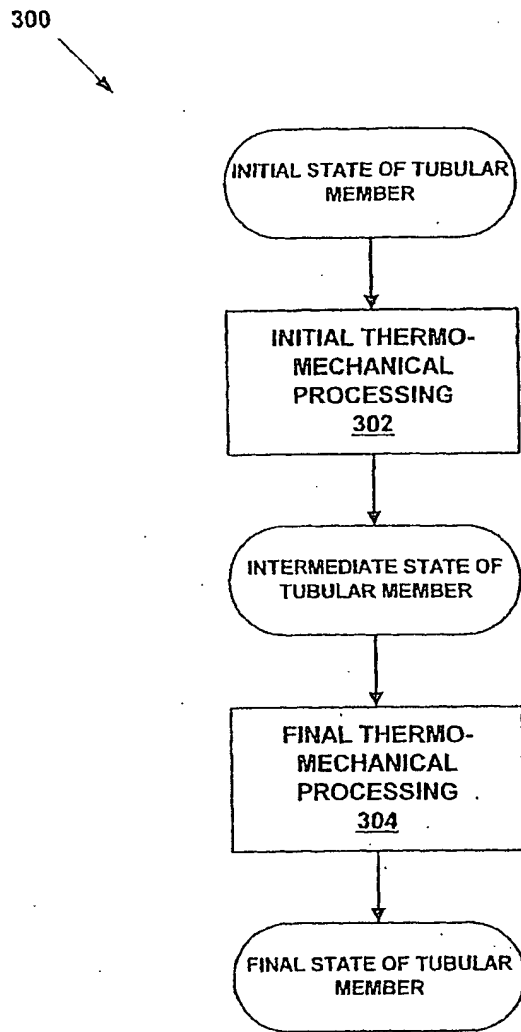 300
INITIAL STATE OF TUBULAR
MEMBER
INITIAL THERMO-
MECHANICAL
PROCESSING
302
INTERMEDIATE STATE OF
TUBULAR MEMBER
FINAL THERMO-
MECHANICAL
PROCESSING
304
FINAL STATE OF TUBULAR
MEMBER